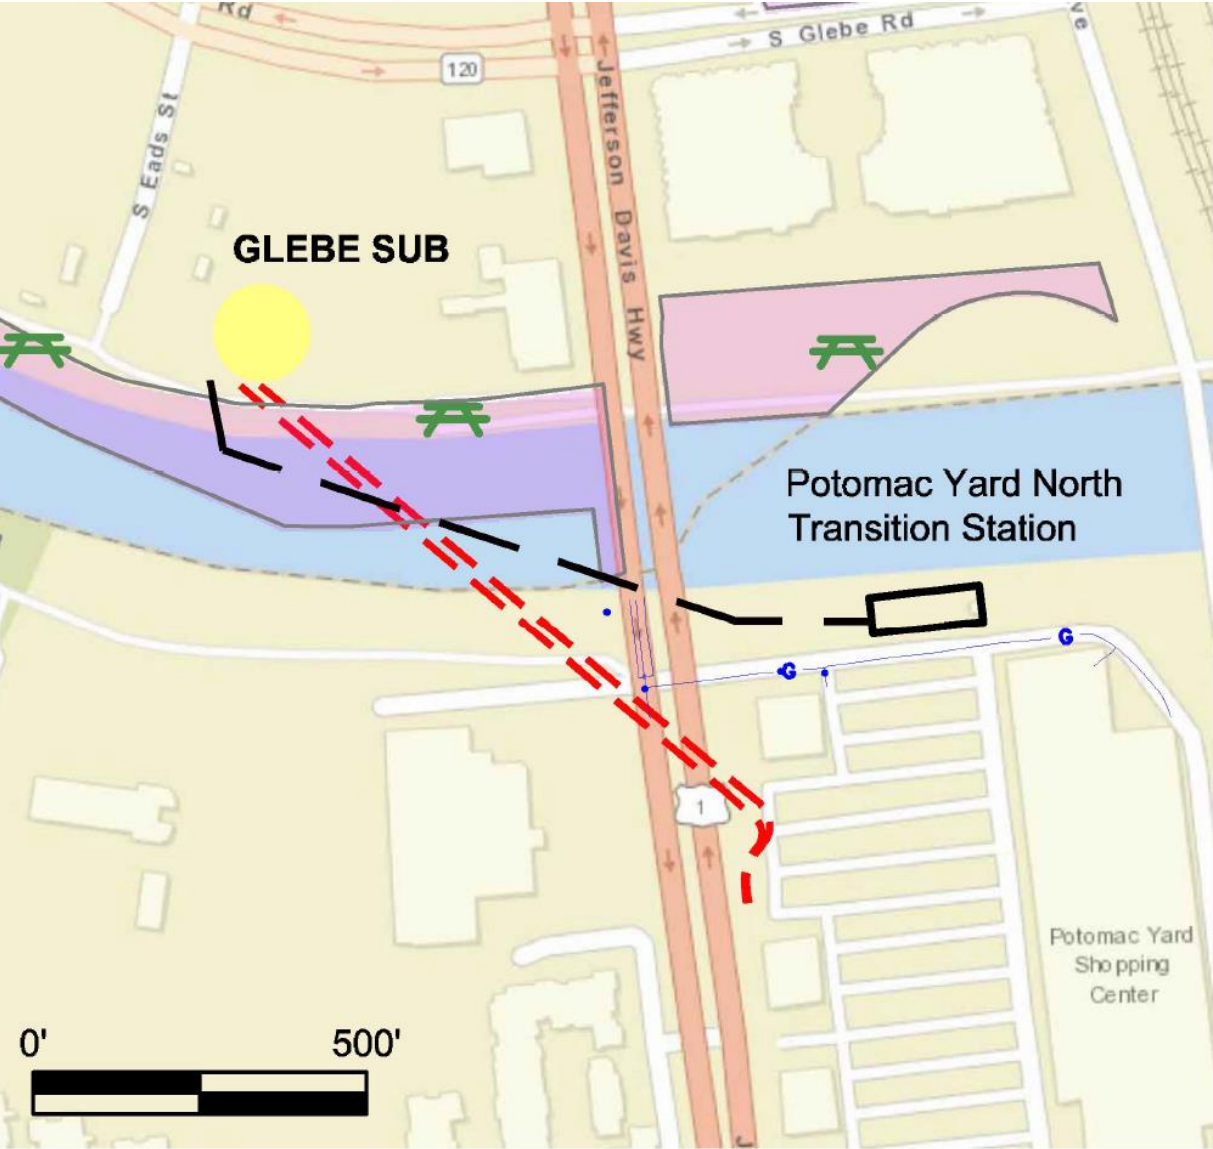 Rd
S Glebe Rd
ve
120
Jefferson Davis Hwy
S Eads St
GLEBE SUB
Potomac Yard North
Transition Station
G
G
1
Potomac Yard
Shopping
Center
0' 500'
J